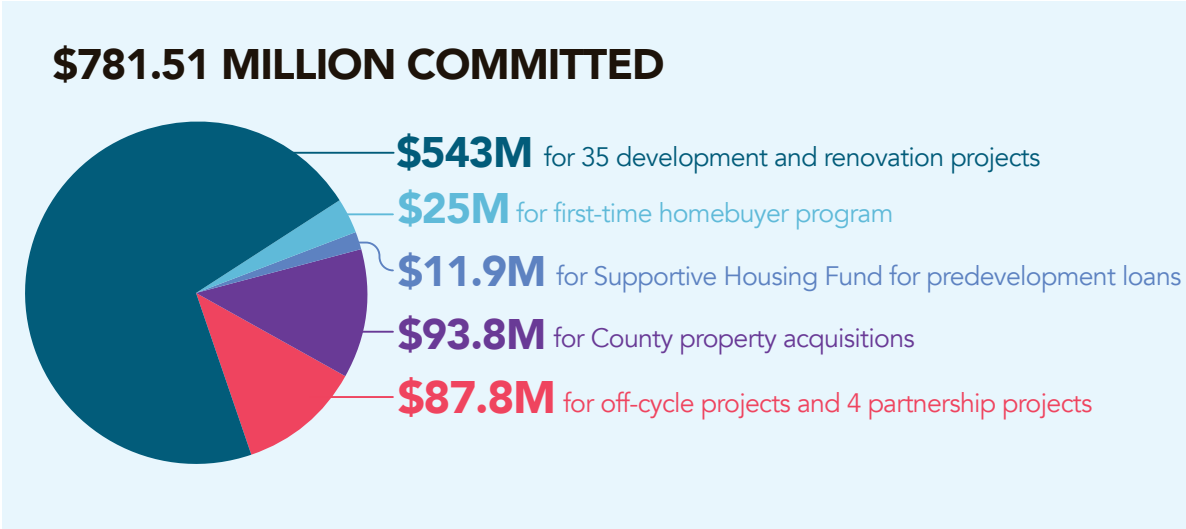 $781.51 MILLION COMMITTED
$543M for 35 development and renovation projects
$25M for first-time homebuyer program
$11.9M for Supportive Housing Fund for predevelopment loans
$93.8M for County property acquisitions
$87.8M for off-cycle projects and 4 partnership projects